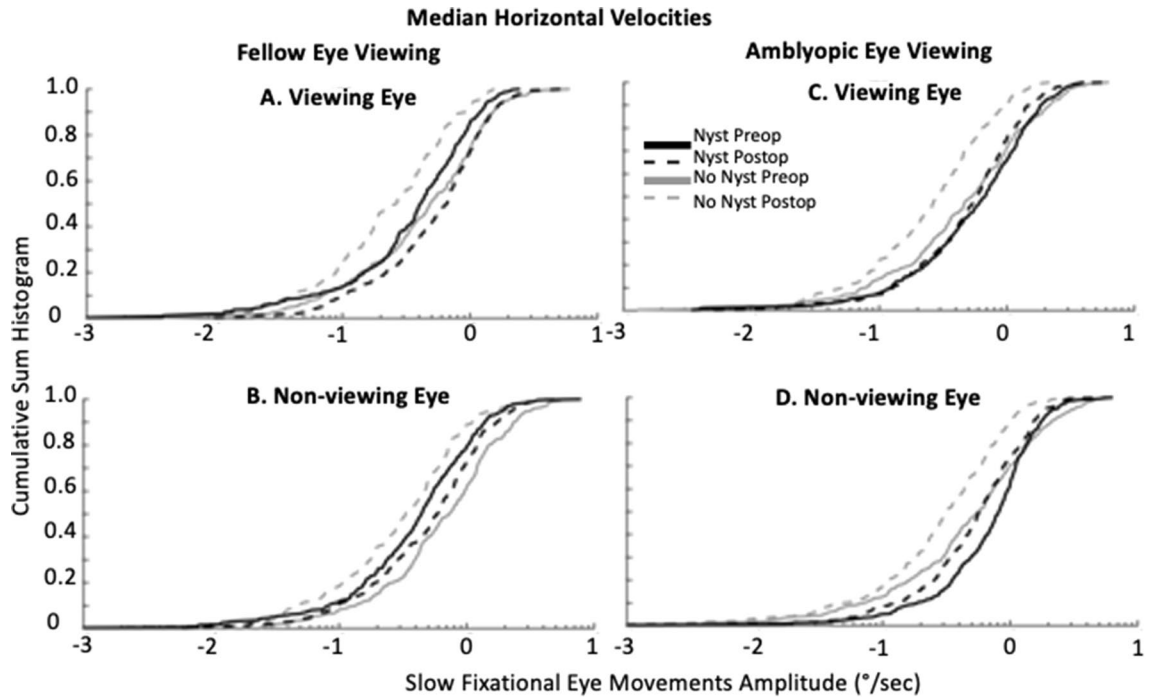 Median Horizontal Velocities
Fellow Eye Viewing
Amblyopic Eye Viewing
A. Viewing Eye
C. Viewing Eye
1.0
0.8
0.6
0.4
0.2
0
Nyst Preop
Nyst Postop
No Nyst Preop
No Nyst Postop
-3 -2 -1 0 1
-3 -2 -1 0 1
B. Non-viewing Eye
D. Non-viewing Eye
1.0
0.8
0.6
0.4
0.2
0
-3 -2 -1 0 1
-3 -2 -1 0 1
Cumulative Sum Histogram
Slow Fixational Eye Movements Amplitude (°/sec)